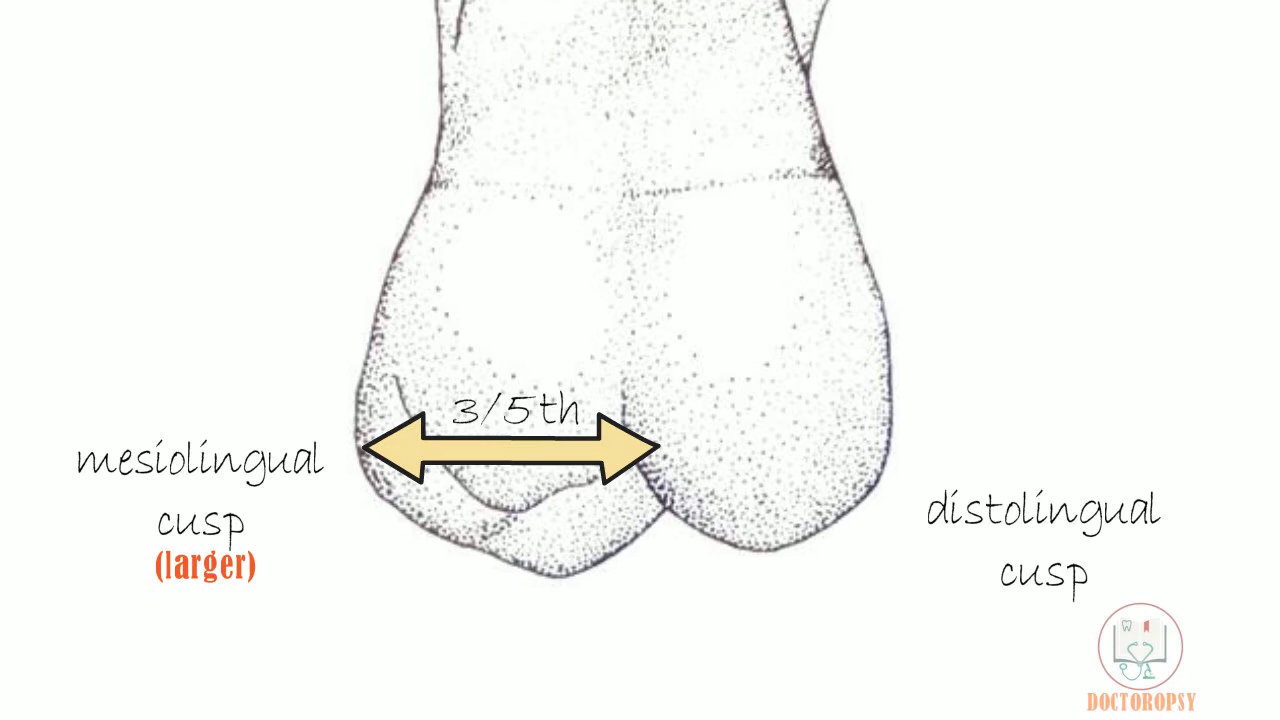 3/5th
mesiolingual
cusp
(larger)
distolingual
cusp
DOCTOROPSY